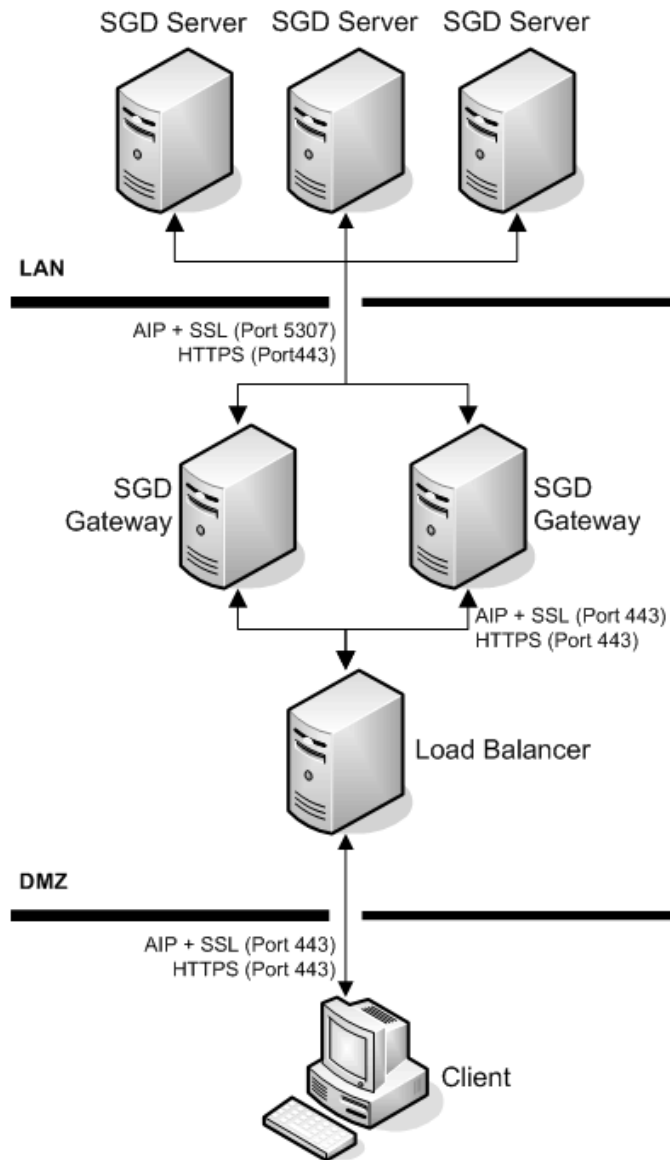 SGD Server
SGD Server
SGD Server
LAN
AIP + SSL (Port 5307)
HTTPS (Port443)
SGD
Gateway
SGD
Gateway
AIP + SSL (Port 443)
HTTPS (Port 443)
Load Balancer
DMZ
AIP + SSL (Port 443)
HTTPS (Port 443)
Client